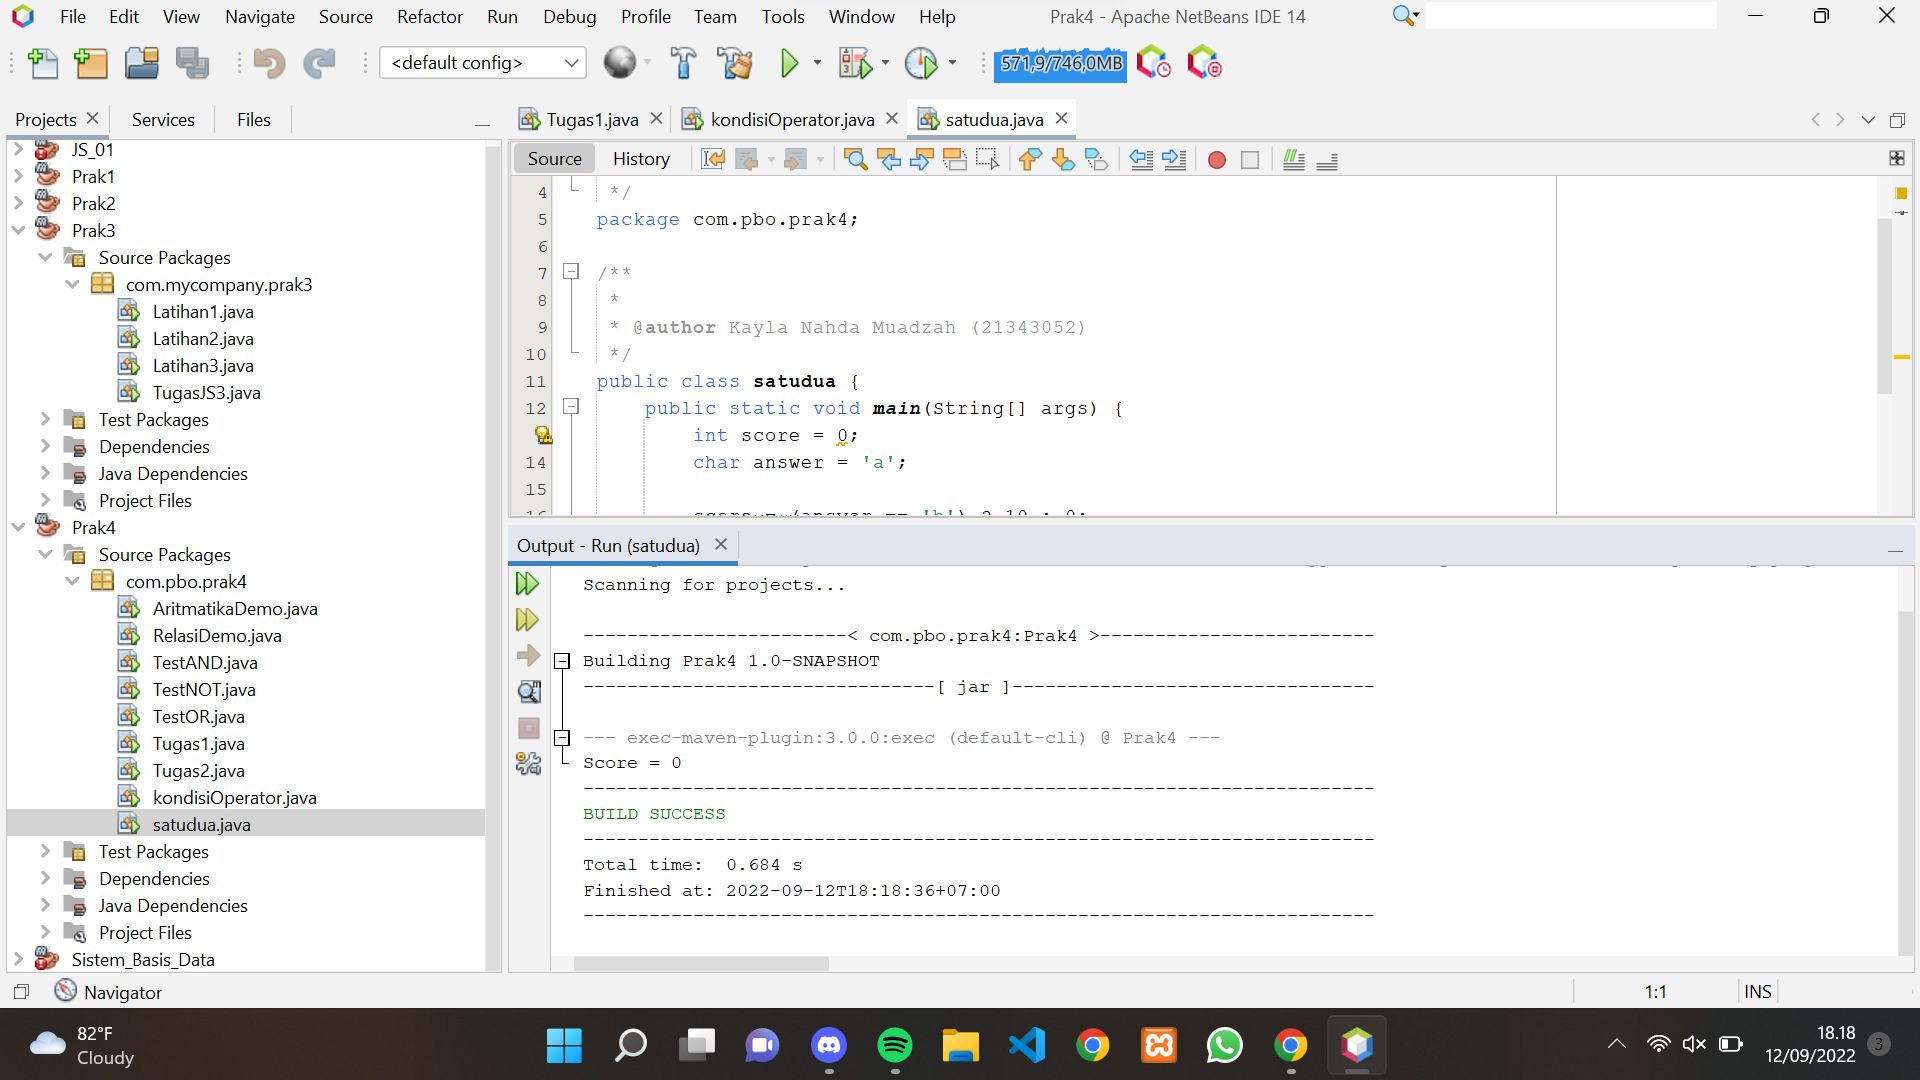 File Edit View Navigate Source Refactor Run Debug Profile Team Tools Window Help Prak4 - Apache NetBeans IDE 14
<default config> 571,9/746,0MB
Projects Services Files
Tugas1.java kondisiOperator.java satudua.java
JS_01
Prak1
Prak2
Prak3
Source Packages
com.mycompany.prak3
Latihan1.java
Latihan2.java
Latihan3.java
TugasJS3.java
Test Packages
Dependencies
Java Dependencies
Project Files
Prak4
Source Packages
com.pbo.prak4
AritmatikaDemo.java
RelasiDemo.java
TestAND.java
TestNOT.java
TestOR.java
Tugas1.java
Tugas2.java
kondisiOperator.java
satudua.java
Test Packages
Dependencies
Java Dependencies
Project Files
Sistem_Basis_Data
Navigator
Source History
4 */
5 package com.pbo.prak4;
6
7 /**
8 *
9 * @author Kayla Nahda Muadzah (21343052)
10 */
11 public class satudua {
12 public static void main(String[] args) {
int score = 0;
14 char answer = 'a';
15
Output - Run (satudua)
Scanning for projects...
------------------------< com.pbo.prak4:Prak4 >-------------------------
Building Prak4 1.0-SNAPSHOT
--------------------------------[ jar ]---------------------------------
--- exec-maven-plugin:3.0.0:exec (default-cli) @ Prak4 ---
Score = 0
------------------------------------------------------------------------
BUILD SUCCESS
------------------------------------------------------------------------
Total time: 0.684 s
Finished at: 2022-09-12T18:18:36+07:00
------------------------------------------------------------------------
1:1 INS
82°F
Cloudy
18.18
12/09/2022
3